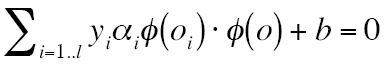 ∑i=1..l yiαiϕ(oi)·ϕ(o) + b = 0